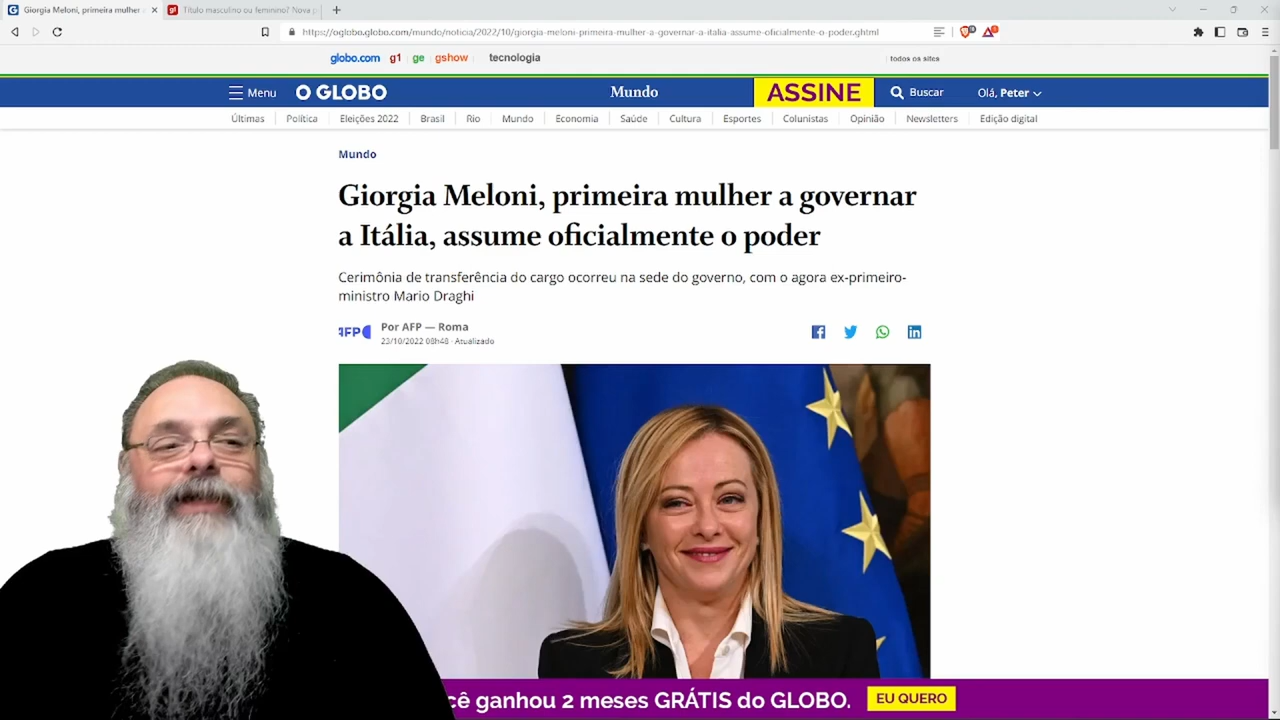 Giorgia Meloni, primeira mulher a
Título masculino ou feminino? Nova p
https://oglobo.globo.com/mundo/noticia/2022/10/giorgia-meloni-primeira-mulher-a-governar-a-italia-assume-oficialmente-o-poder.ghtml
globo.com g1 ge gshow tecnologia todos os sites
Menu O GLOBO Mundo ASSINE Buscar Olá, Peter
Últimas Política Eleições 2022 Brasil Rio Mundo Economia Saúde Cultura Esportes Colunistas Opinião Newsletters Edição digital
Mundo
Giorgia Meloni, primeira mulher a governar
a Itália, assume oficialmente o poder
Cerimônia de transferência do cargo ocorreu na sede do governo, com o agora ex-primeiro-
ministro Mario Draghi
AFP Por AFP — Roma
23/10/2022 08h48 · Atualizado
cê ganhou 2 meses GRÁTIS do GLOBO. EU QUERO